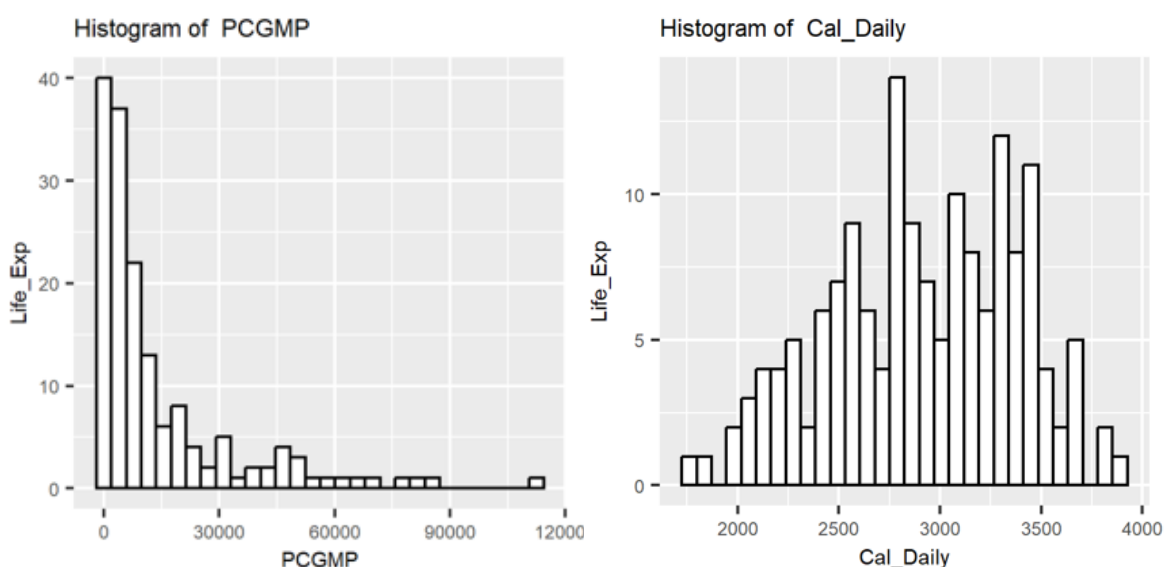 Histogram of PCGMP
Life_Exp
40
30
20
10
0
0 30000 60000 90000 12000
PCGMP
Histogram of Cal_Daily
Life_Exp
10
5
0
2000 2500 3000 3500 4000
Cal_Daily